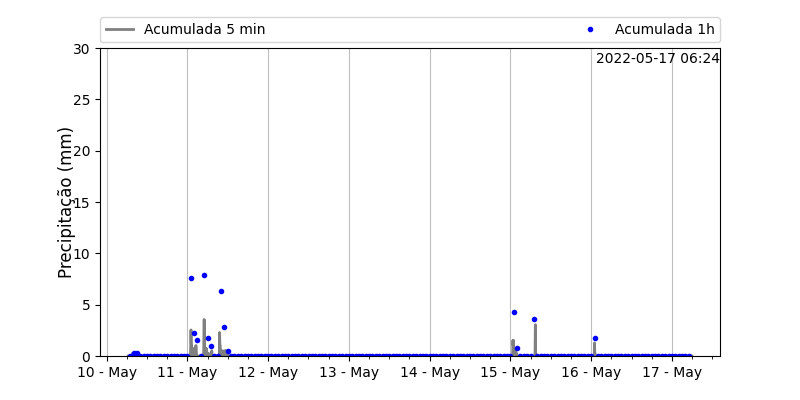 Acumulada 5 min
Acumulada 1h
2022-05-17 06:24
Precipitação (mm)
30
25
20
15
10
5
0
10 - May
11 - May
12 - May
13 - May
14 - May
15 - May
16 - May
17 - May